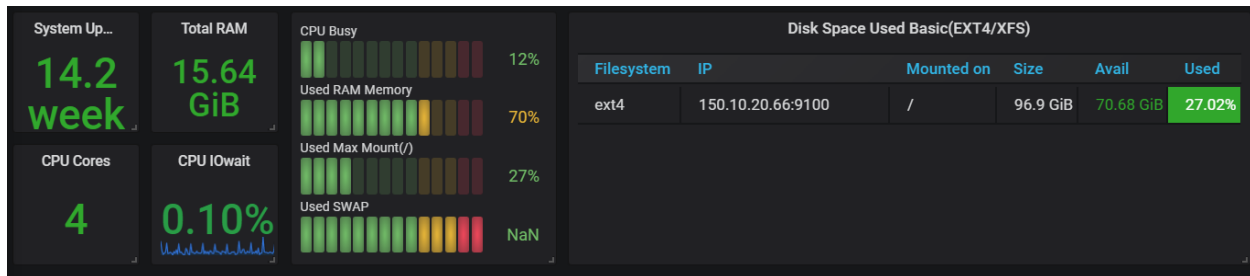 System Up...
14.2
week
Total RAM
15.64
GiB
CPU Cores
4
CPU IOwait
0.10%
CPU Busy
12%
Used RAM Memory
70%
Used Max Mount(/)
27%
Used SWAP
NaN
Disk Space Used Basic(EXT4/XFS)
Filesystem IP Mounted on Size Avail Used
ext4 150.10.20.66:9100 / 96.9 GiB 70.68 GiB 27.02%